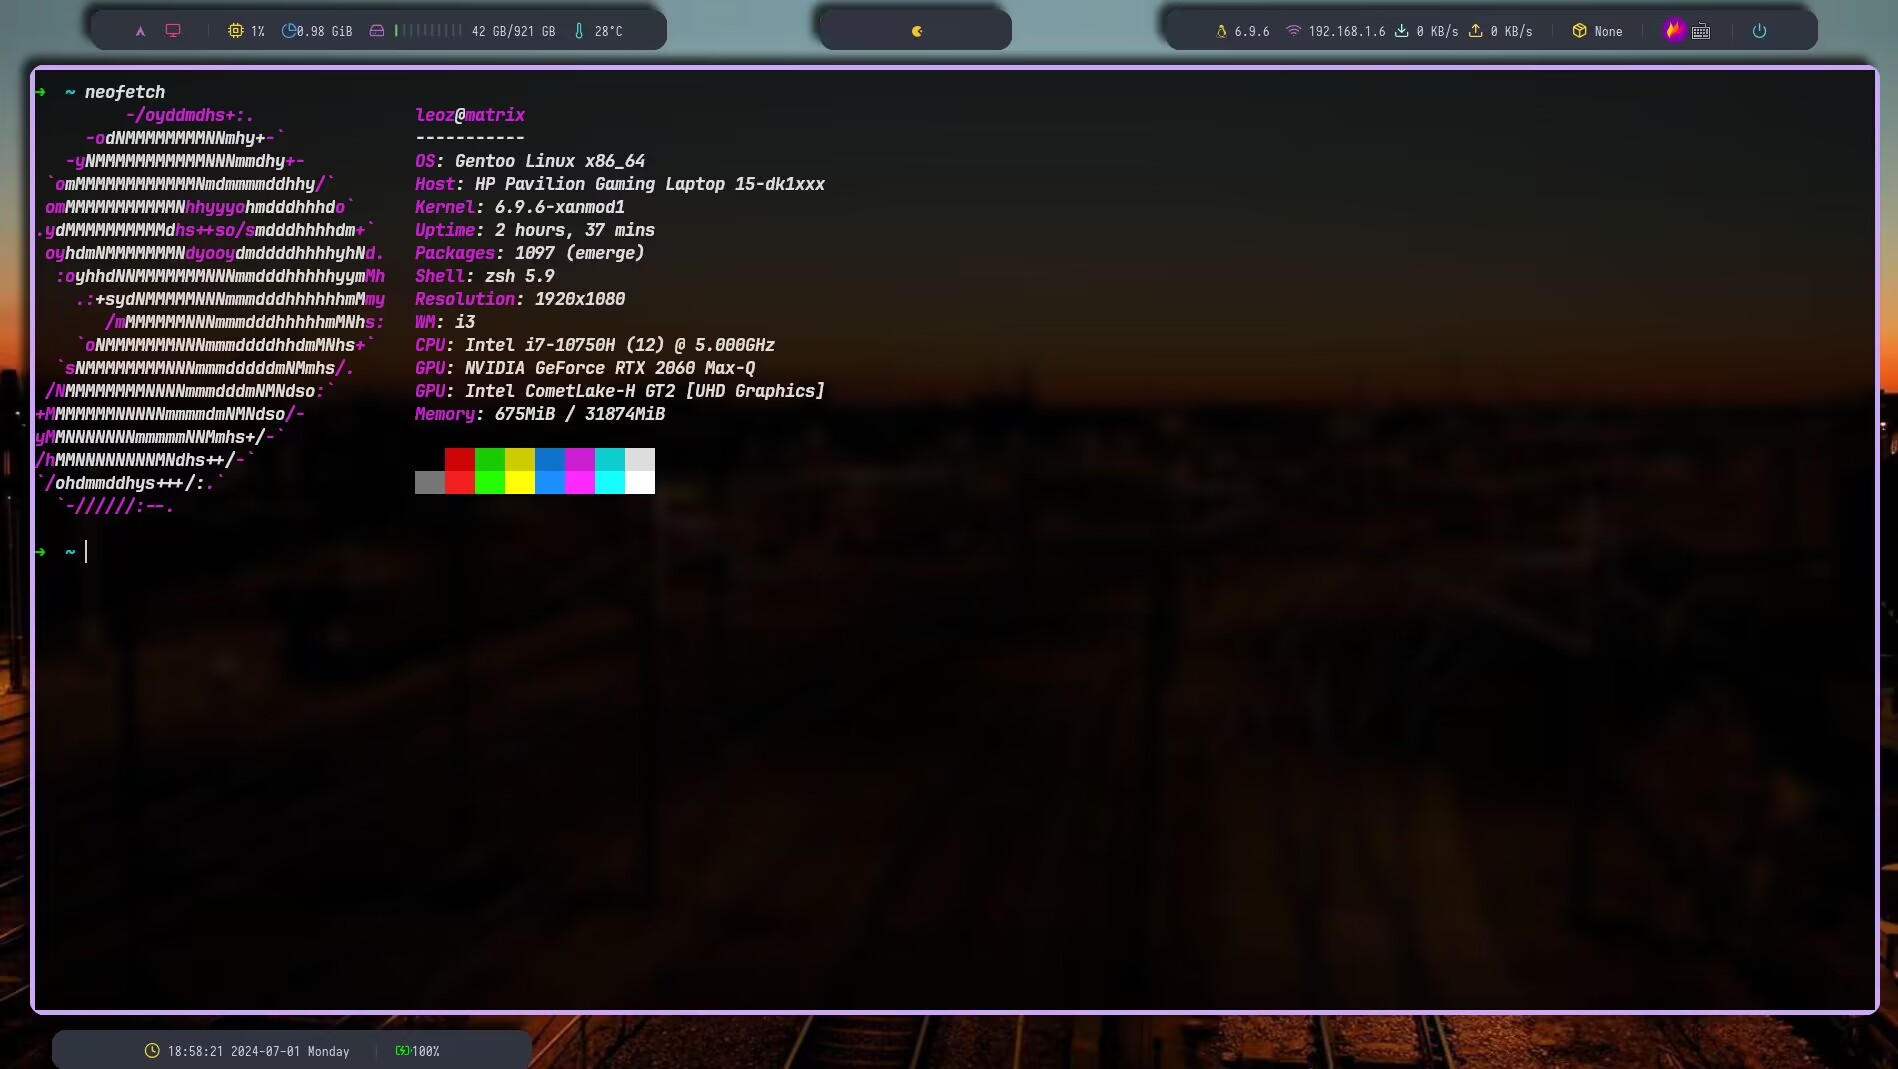 1% 0.98 GiB 42 GB/921 GB 28°C 6.9.6 192.168.1.6 0 KB/s 0 KB/s None
➜ ~ neofetch
-/oyddmdhs+:. leoz@matrix
-odNMMMMMMMMNNmhy+-` -----------
-yNMMMMMMMMMMMNNNmmdhy+- OS: Gentoo Linux x86_64
`omMMMMMMMMMMMMNmdmmmmddhhy/` Host: HP Pavilion Gaming Laptop 15-dk1xxx
omMMMMMMMMMMMNhhyyyohmdddhhhdo` Kernel: 6.9.6-xanmod1
.ydMMMMMMMMMMdhs++so/smdddhhhhdm+` Uptime: 2 hours, 37 mins
oyhdmNMMMMMMMNdyooydmddddhhhhyhNd. Packages: 1097 (emerge)
:oyhhdNNMMMMMMMNNNmmdddhhhhhyymMh Shell: zsh 5.9
.:+sydNMMMMMNNNmmmdddhhhhhhmMmy Resolution: 1920x1080
/mMMMMMMNNNmmmdddhhhhhmMNhs: WM: i3
`oNMMMMMMMNNNmmmddddhhdmMNhs+` CPU: Intel i7-10750H (12) @ 5.000GHz
`sNMMMMMMMMNNNmmmdddddmNMmhs/. GPU: NVIDIA GeForce RTX 2060 Max-Q
/NMMMMMMMMNNNNmmmdddmNMNdso:` GPU: Intel CometLake-H GT2 [UHD Graphics]
+MMMMMMMNNNNNmmmmdmNMNdso/- Memory: 675MiB / 31874MiB
yMMNNNNNNNmmmmmNNMmhs+/-`
/hMMNNNNNNNNMNdhs++/-`
`/ohdmmddhys+++/:.`
`-//////:--.
➜ ~
18:58:21 2024-07-01 Monday 100%